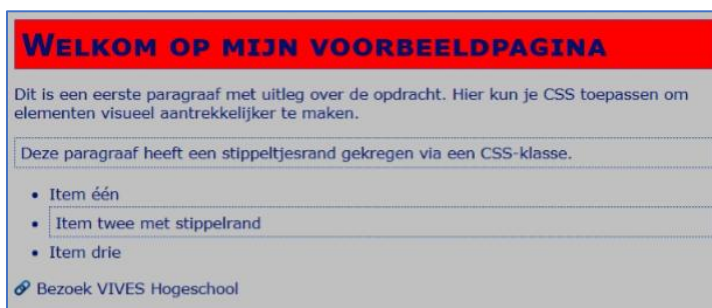 Welkom op mijn voorbeeldpagina
Dit is een eerste paragraaf met uitleg over de opdracht. Hier kun je CSS toepassen om
elementen visueel aantrekkelijker te maken.
Deze paragraaf heeft een stippeltjesrand gekregen via een CSS-klasse.
• Item één
• Item twee met stippelrand
• Item drie
🔗 Bezoek VIVES Hogeschool